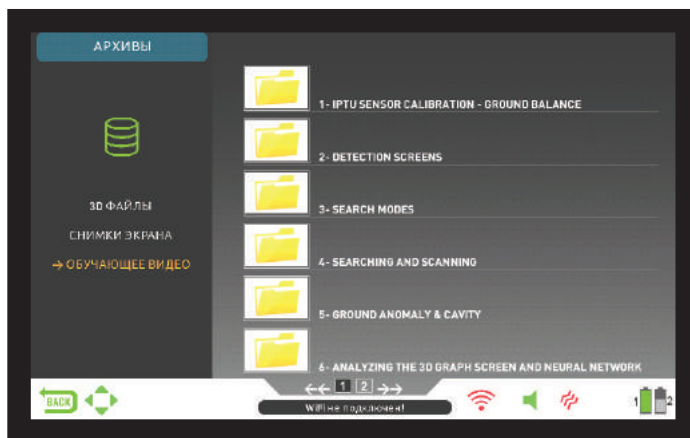 АРХИВЫ
3D ФАЙЛЫ
СНИМКИ ЭКРАНА
→ ОБУЧАЮЩЕЕ ВИДЕО
1- IPTU SENSOR CALIBRATION - GROUND BALANCE
2- DETECTION SCREENS
3- SEARCH MODES
4- SEARCHING AND SCANNING
5- GROUND ANOMALY & CAVITY
6- ANALYZING THE 3D GRAPH SCREEN AND NEURAL NETWORK
BACK
←← 1 2 →→
WiFi не подключен!
1 2